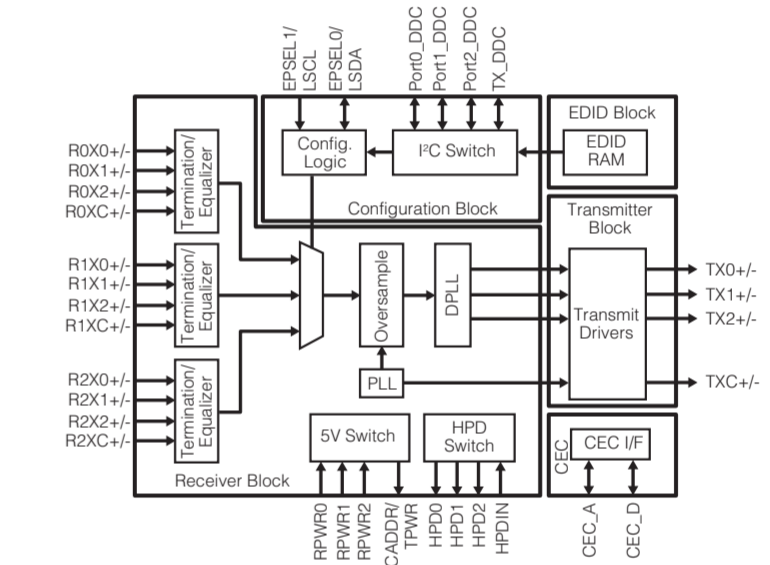 EPSEL1/
LSCL
EPSEL0/
LSDA
Port0_DDC
Port1_DDC
Port2_DDC
TX_DDC
Config.
Logic
I²C Switch
Configuration Block
EDID Block
EDID
RAM
R0X0+/-
R0X1+/-
R0X2+/-
R0XC+/-
Termination/
Equalizer
R1X0+/-
R1X1+/-
R1X2+/-
R1XC+/-
Termination/
Equalizer
R2X0+/-
R2X1+/-
R2X2+/-
R2XC+/-
Termination/
Equalizer
Oversample
DPLL
PLL
Transmitter
Block
Transmit
Drivers
TX0+/-
TX1+/-
TX2+/-
TXC+/-
5V Switch
HPD
Switch
Receiver Block
CEC
CEC I/F
RPWR0
RPWR1
RPWR2
CADDR/
TPWR
HPD0
HPD1
HPD2
HPDIN
CEC_A
CEC_D